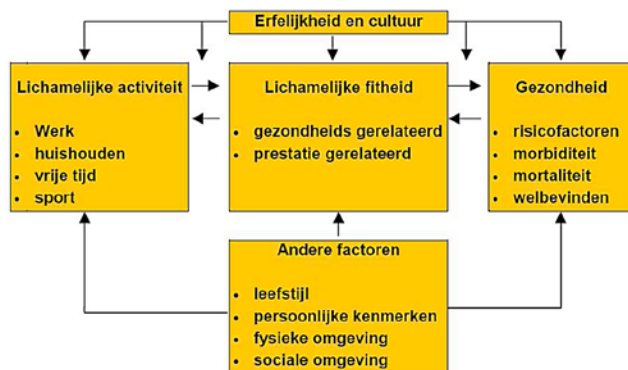 Erfelijkheid en cultuur
Lichamelijke activiteit
• Werk
• huishouden
• vrije tijd
• sport
Lichamelijke fitheid
• gezondheids gerelateerd
• prestatie gerelateerd
Gezondheid
• risicofactoren
• morbiditeit
• mortaliteit
• welbevinden
Andere factoren
• leefstijl
• persoonlijke kenmerken
• fysieke omgeving
• sociale omgeving